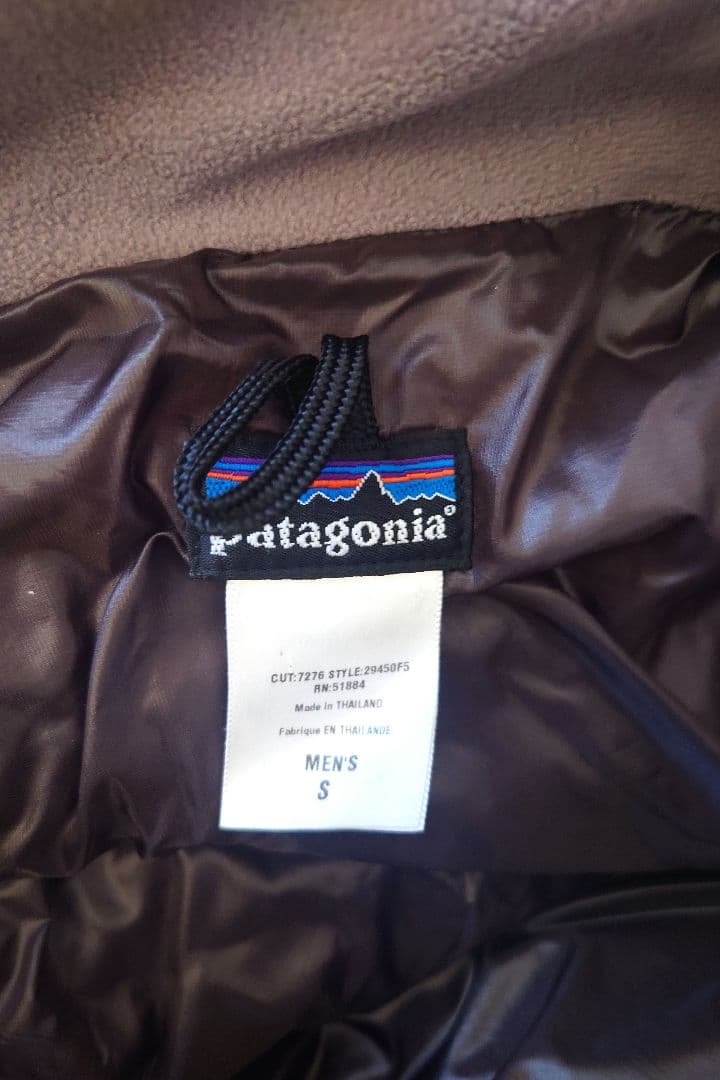 patagonia®
CUT:7276 STYLE:29450F5
RN:51884
Made in THAILAND
Fabrique EN THAILANDE
MEN'S
S